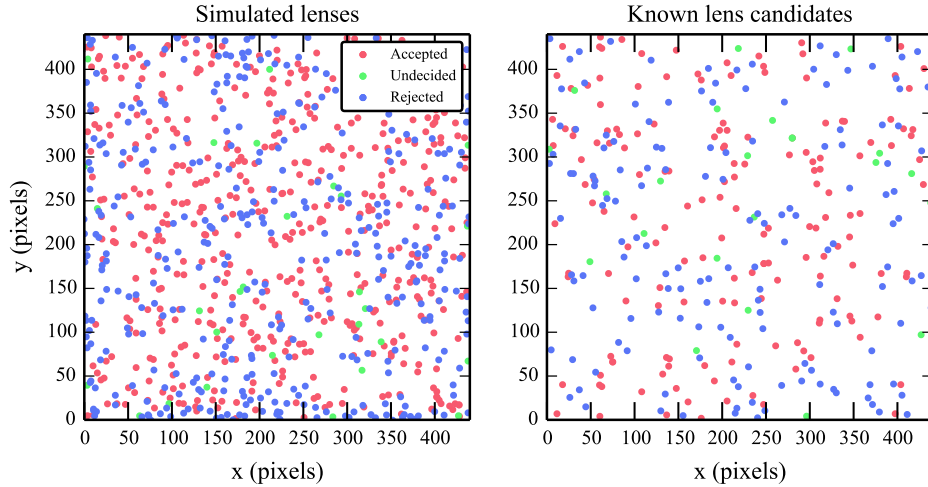 Simulated lenses
Known lens candidates
Accepted
Undecided
Rejected
400
350
300
250
200
150
100
50
0
y (pixels)
400
350
300
250
200
150
100
50
0
0 50 100 150 200 250 300 350 400
0 50 100 150 200 250 300 350 400
x (pixels)
x (pixels)